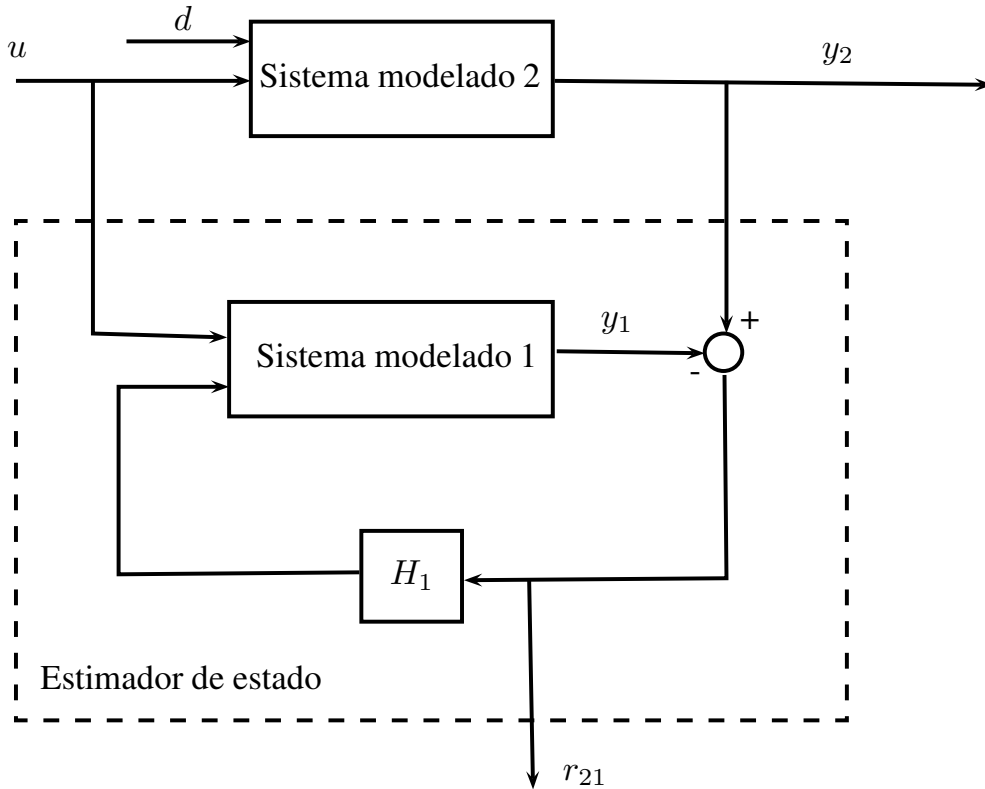 d
u
Sistema modelado 2
y₂
Sistema modelado 1
y₁
+
-
H₁
Estimador de estado
r₂₁